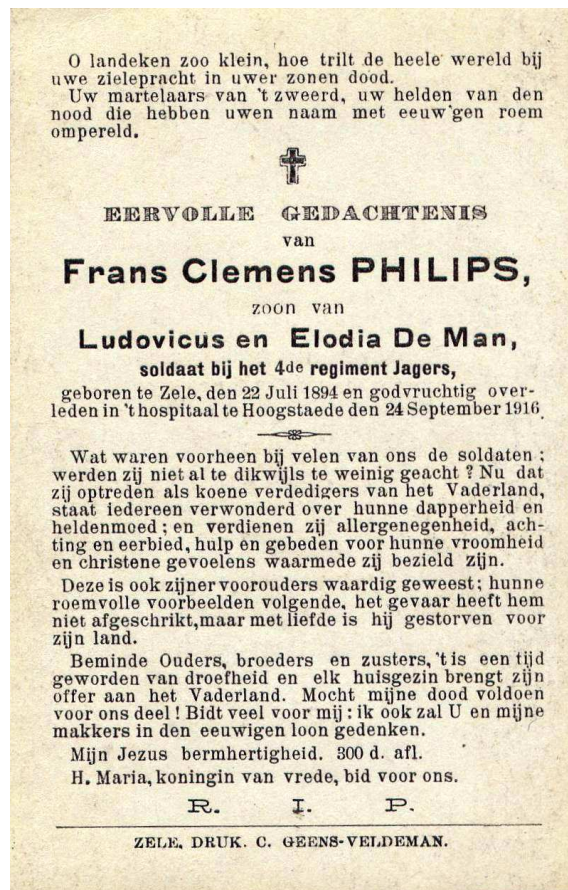 O landeken zoo klein, hoe trilt de heele wereld bij
uwe zielepracht in uwer zonen dood.
Uw martelaars van 't zweerd, uw helden van den
nood die hebben uwen naam met eeuw'gen roem
ompereld.
EERVOLLE GEDACHTENIS
van
Frans Clemens PHILIPS,
zoon van
Ludovicus en Elodia De Man,
soldaat bij het 4de regiment Jagers,
geboren te Zele, den 22 Juli 1894 en godvruchtig over-
leden in 't hospitaal te Hoogstaede den 24 September 1916.
Wat waren voorheen bij velen van ons de soldaten ;
werden zij niet al te dikwijls te weinig geacht ? Nu dat
zij optreden als koene verdedigers van het Vaderland,
staat iedereen verwonderd over hunne dapperheid en
heldenmoed ; en verdienen zij allergenegenheid, ach-
ting en eerbied, hulp en gebeden voor hunne vroomheid
en christene gevoelens waarmede zij bezield zijn.
Deze is ook zijner voorouders waardig geweest ; hunne
roemvolle voorbeelden volgende, het gevaar heeft hem
niet afgeschrikt, maar met liefde is hij gestorven voor
zijn land.
Beminde Ouders, broeders en zusters, 't is een tijd
geworden van droefheid en elk huisgezin brengt zijn
offer aan het Vaderland. Mocht mijne dood voldoen
voor ons deel ! Bidt veel voor mij : ik ook zal U en mijne
makkers in den eeuwigen loon gedenken.
Mijn Jezus bermhertigheid. 300 d. afl.
H. Maria, koningin van vrede, bid voor ons.
R. I. P.
ZELE, DRUK. C. GEENS-VELDEMAN.